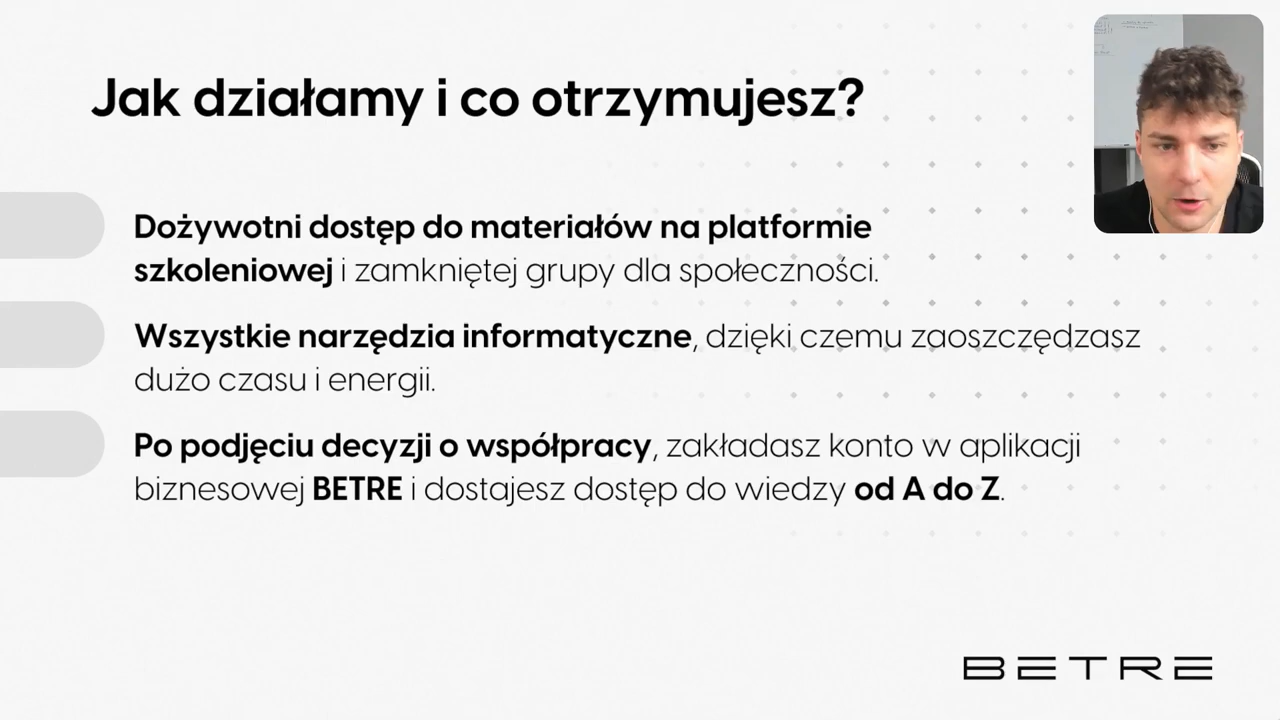 Jak działamy i co otrzymujesz?
Dożywotni dostęp do materiałów na platformie
szkoleniowej i zamkniętej grupy dla społeczności.
Wszystkie narzędzia informatyczne, dzięki czemu zaoszczędzasz
dużo czasu i energii.
Po podjęciu decyzji o współpracy, zakładasz konto w aplikacji
biznesowej BETRE i dostajesz dostęp do wiedzy od A do Z.
BETRE